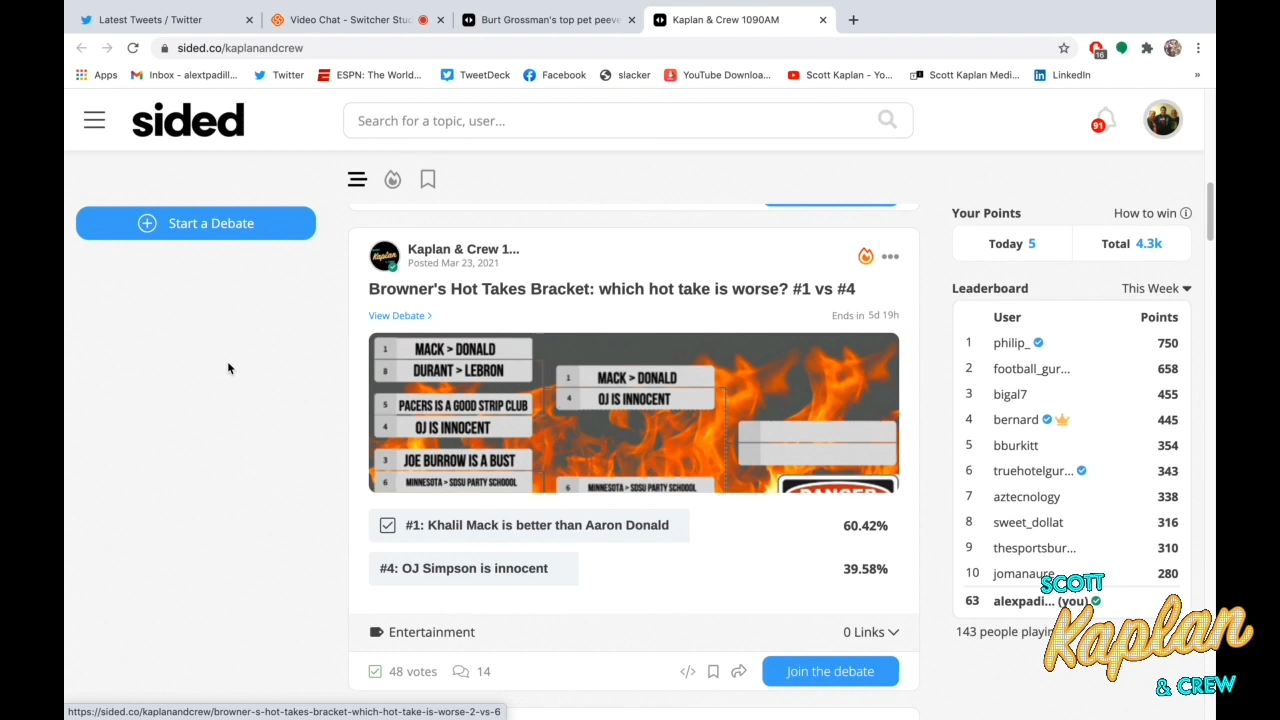 Latest Tweets / Twitter
Video Chat - Switcher Stu
Burt Grossman's top pet peeve
Kaplan & Crew 1090AM
sided.co/kaplanandcrew
16
Apps
Inbox - alextpadill...
Twitter
ESPN: The World...
TweetDeck
Facebook
slacker
YouTube Downloa...
Scott Kaplan - Yo...
Scott Kaplan Medi...
LinkedIn
»
sided
Search for a topic, user...
91
Start a Debate
Kaplan & Crew 1...
Posted Mar 23, 2021
Browner's Hot Takes Bracket: which hot take is worse? #1 vs #4
View Debate >
Ends in 5d 19h
1 MACK > DONALD
8 DURANT > LEBRON
5 PACERS IS A GOOD STRIP CLUB
4 OJ IS INNOCENT
3 JOE BURROW IS A BUST
6 MINNESOTA > SDSU PARTY SCHOOOL
1 MACK > DONALD
4 OJ IS INNOCENT
6 MINNESOTA > SDSU PARTY SCHOOOL
DANGER
#1: Khalil Mack is better than Aaron Donald 60.42%
#4: OJ Simpson is innocent 39.58%
Entertainment
0 Links
48 votes
14
Join the debate
Your Points
How to win
Today 5
Total 4.3k
Leaderboard
This Week
User Points
1 philip_ 750
2 football_gur... 658
3 bigal7 455
4 bernard 445
5 bburkitt 354
6 truehotelgur... 343
7 aztecnology 338
8 sweet_dollat 316
9 thesportsbur... 310
10 jomanaure 280
63 alexpadi... (you)
143 people playin
SCOTT
Kaplan
& CREW
https://sided.co/kaplanandcrew/browner-s-hot-takes-bracket-which-hot-take-is-worse-2-vs-6